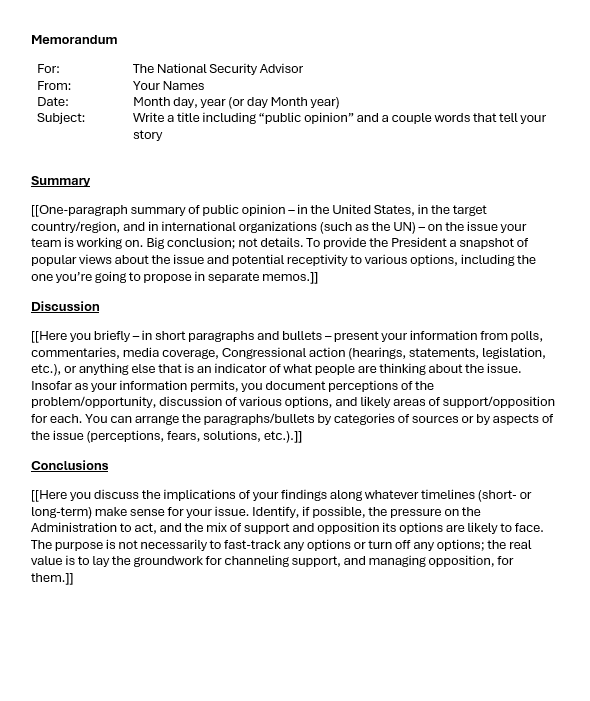 Memorandum
For: The National Security Advisor
From: Your Names
Date: Month day, year (or day Month year)
Subject: Write a title including “public opinion” and a couple words that tell your
story
Summary
[[One-paragraph summary of public opinion – in the United States, in the target
country/region, and in international organizations (such as the UN) – on the issue your
team is working on. Big conclusion; not details. To provide the President a snapshot of
popular views about the issue and potential receptivity to various options, including the
one you’re going to propose in separate memos.]]
Discussion
[[Here you briefly – in short paragraphs and bullets – present your information from polls,
commentaries, media coverage, Congressional action (hearings, statements, legislation,
etc.), or anything else that is an indicator of what people are thinking about the issue.
Insofar as your information permits, you document perceptions of the
problem/opportunity, discussion of various options, and likely areas of support/opposition
for each. You can arrange the paragraphs/bullets by categories of sources or by aspects of
the issue (perceptions, fears, solutions, etc.).]]
Conclusions
[[Here you discuss the implications of your findings along whatever timelines (short- or
long-term) make sense for your issue. Identify, if possible, the pressure on the
Administration to act, and the mix of support and opposition its options are likely to face.
The purpose is not necessarily to fast-track any options or turn off any options; the real
value is to lay the groundwork for channeling support, and managing opposition, for
them.]]